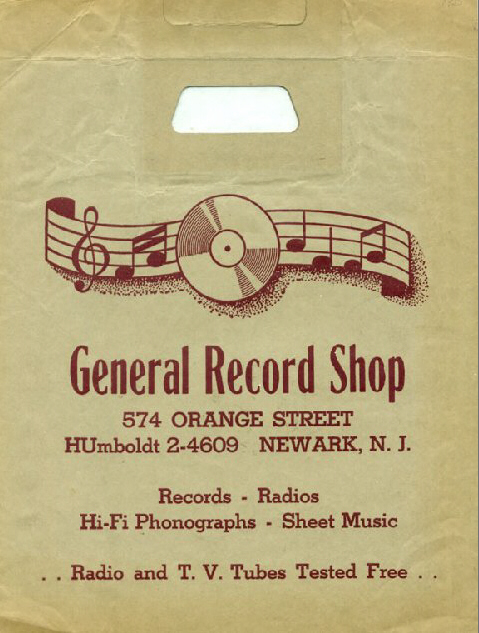 General Record Shop
574 ORANGE STREET
HUmboldt 2-4609 NEWARK, N. J.
Records - Radios
Hi-Fi Phonographs - Sheet Music
. . Radio and T. V. Tubes Tested Free . .